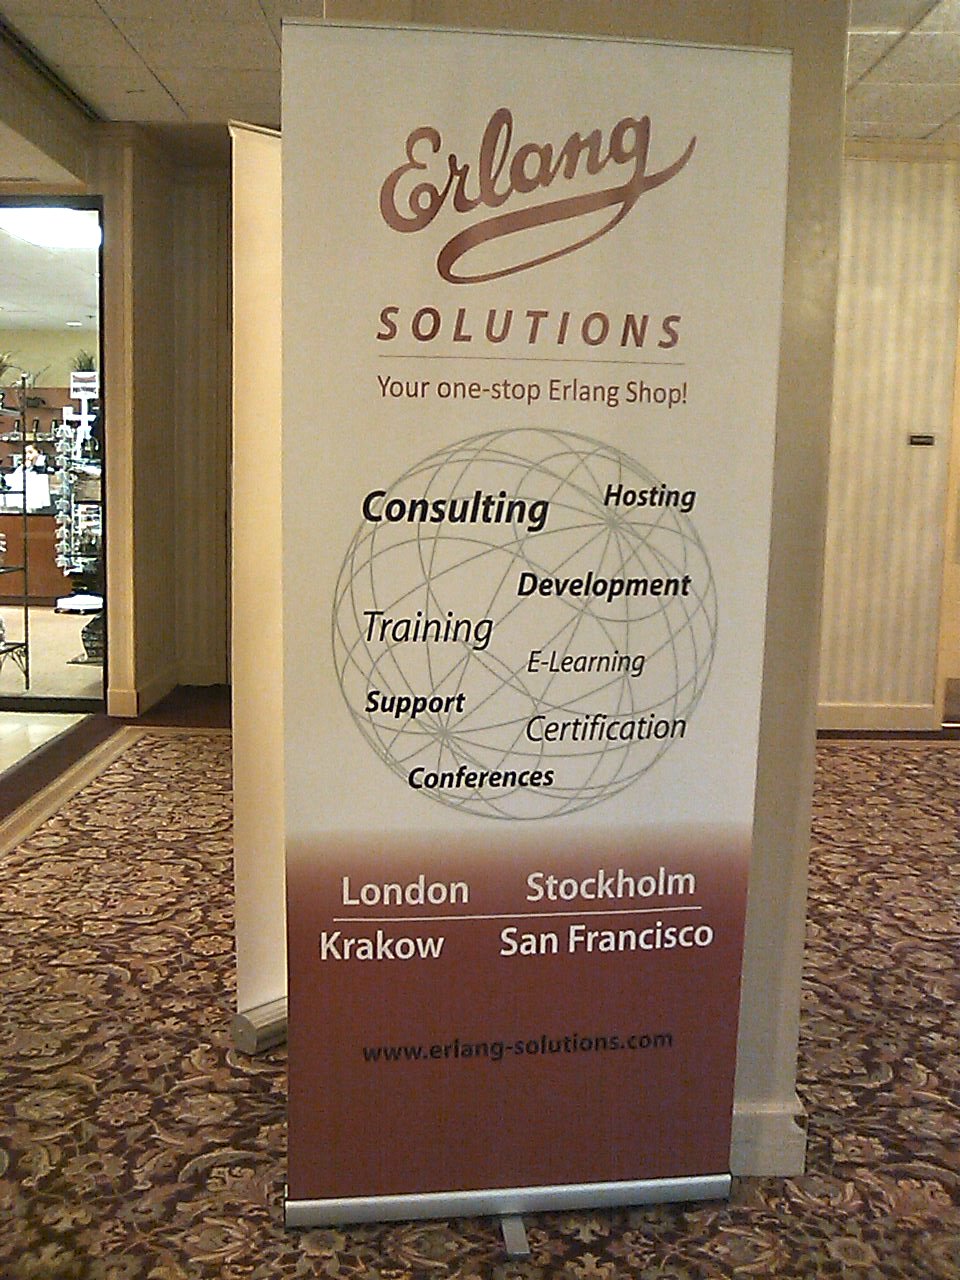 Erlang
SOLUTIONS
Your one-stop Erlang Shop!
Consulting
Hosting
Development
Training
E-Learning
Support
Certification
Conferences
London Stockholm
Krakow San Francisco
www.erlang-solutions.com